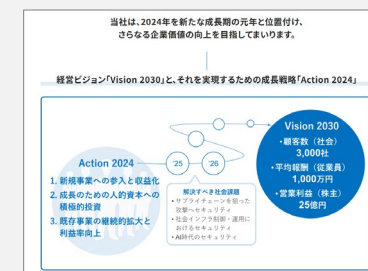 当社は、2024年を新たな成長期の元年と位置付け、
さらなる企業価値の向上を目指してまいります。
経営ビジョン「Vision 2030」と、それを実現するための成長戦略「Action 2024」
Action 2024
1. 新規事業への参入と収益化
2. 成長のための人的資本への
積極的投資
3. 既存事業の継続的拡大と
利益率向上
'25
'26
解決すべき社会課題
・サプライチェーンを狙った
攻撃へセキュリティ
・社会インフラ制御・運用に
おけるセキュリティ
・AI時代のセキュリティ
Vision 2030
・顧客数（社会）
3,000社
・平均報酬（従業員）
1,000万円
・営業利益（株主）
25億円